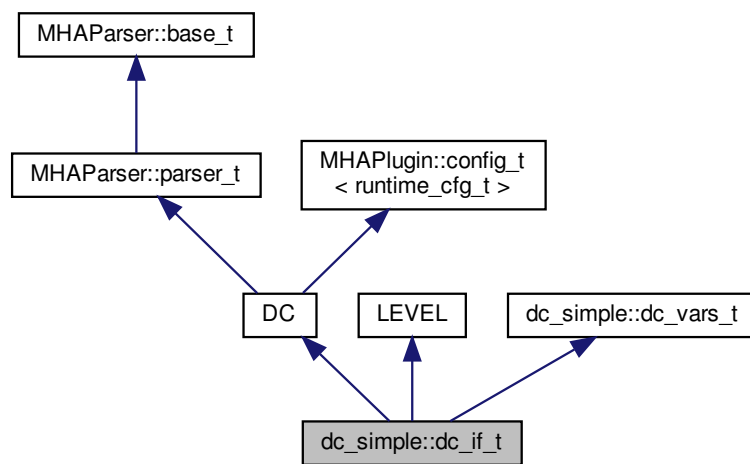 MHAParser::base_t
MHAParser::parser_t
MHAPlugin::config_t
< runtime_cfg_t >
DC
LEVEL
dc_simple::dc_vars_t
dc_simple::dc_if_t